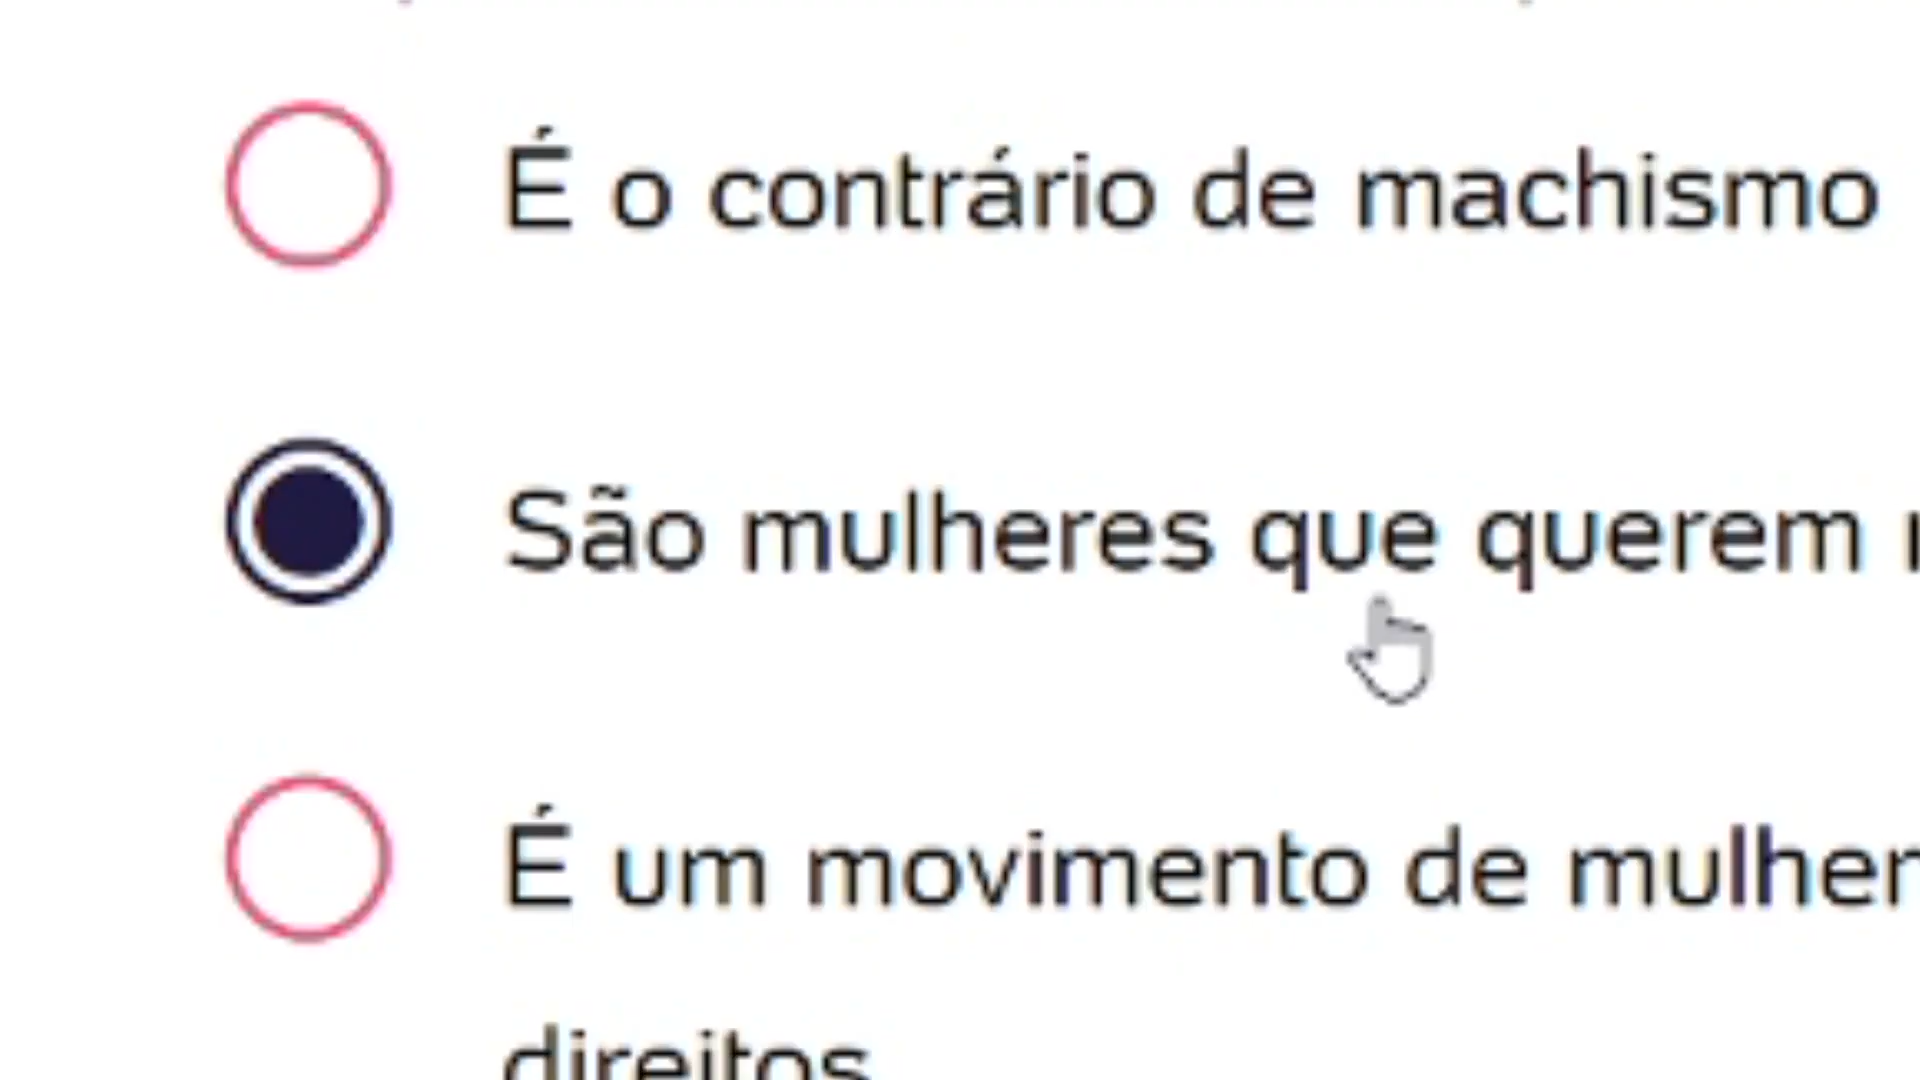 É o contrário de machismo
São mulheres que querem
É um movimento de mulher
direitos